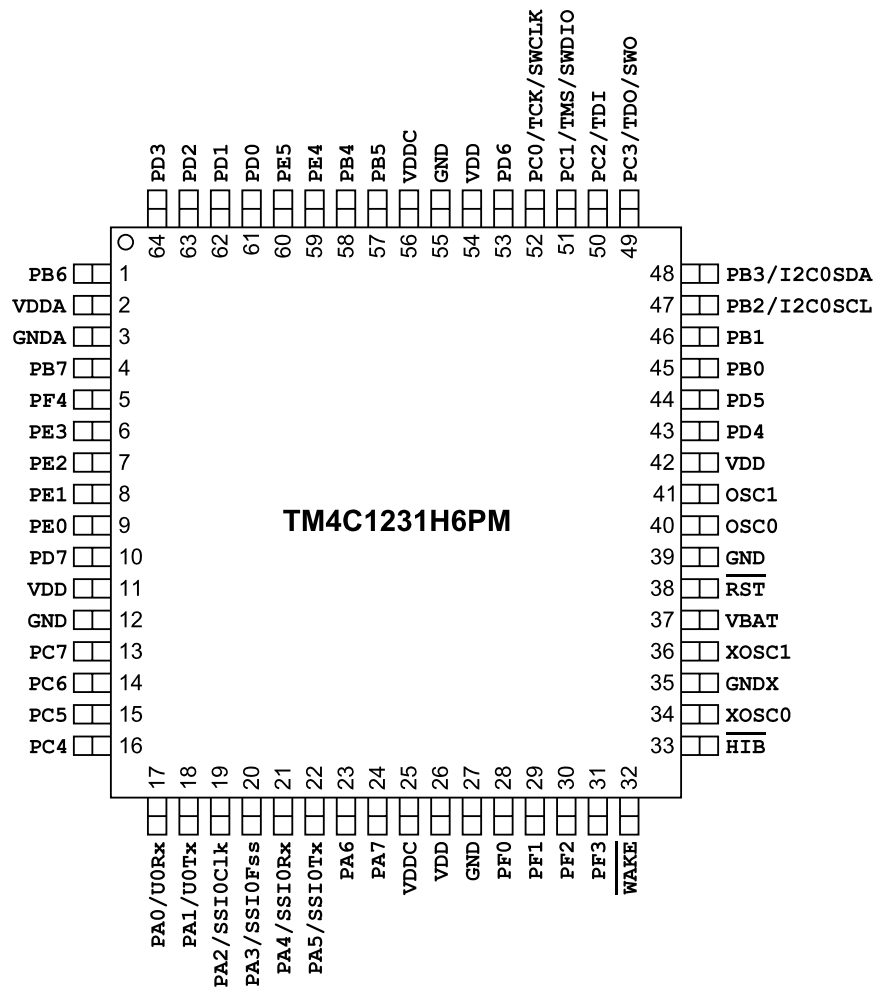 PD3
PD2
PD1
PD0
PE5
PE4
PB4
PB5
VDDC
GND
VDD
PD6
PC0/TCK/SWCLK
PC1/TMS/SWDIO
PC2/TDI
PC3/TDO/SWO
64
63
62
61
60
59
58
57
56
55
54
53
52
51
50
49
PB6 1
VDDA 2
GNDA 3
PB7 4
PF4 5
PE3 6
PE2 7
PE1 8
PE0 9
PD7 10
VDD 11
GND 12
PC7 13
PC6 14
PC5 15
PC4 16
TM4C1231H6PM
48 PB3/I2C0SDA
47 PB2/I2C0SCL
46 PB1
45 PB0
44 PD5
43 PD4
42 VDD
41 OSC1
40 OSC0
39 GND
38 RST
37 VBAT
36 XOSC1
35 GNDX
34 XOSC0
33 HIB
17
18
19
20
21
22
23
24
25
26
27
28
29
30
31
32
PA0/U0Rx
PA1/U0Tx
PA2/SSI0Clk
PA3/SSI0Fss
PA4/SSI0Rx
PA5/SSI0Tx
PA6
PA7
VDDC
VDD
GND
PF0
PF1
PF2
PF3
WAKE